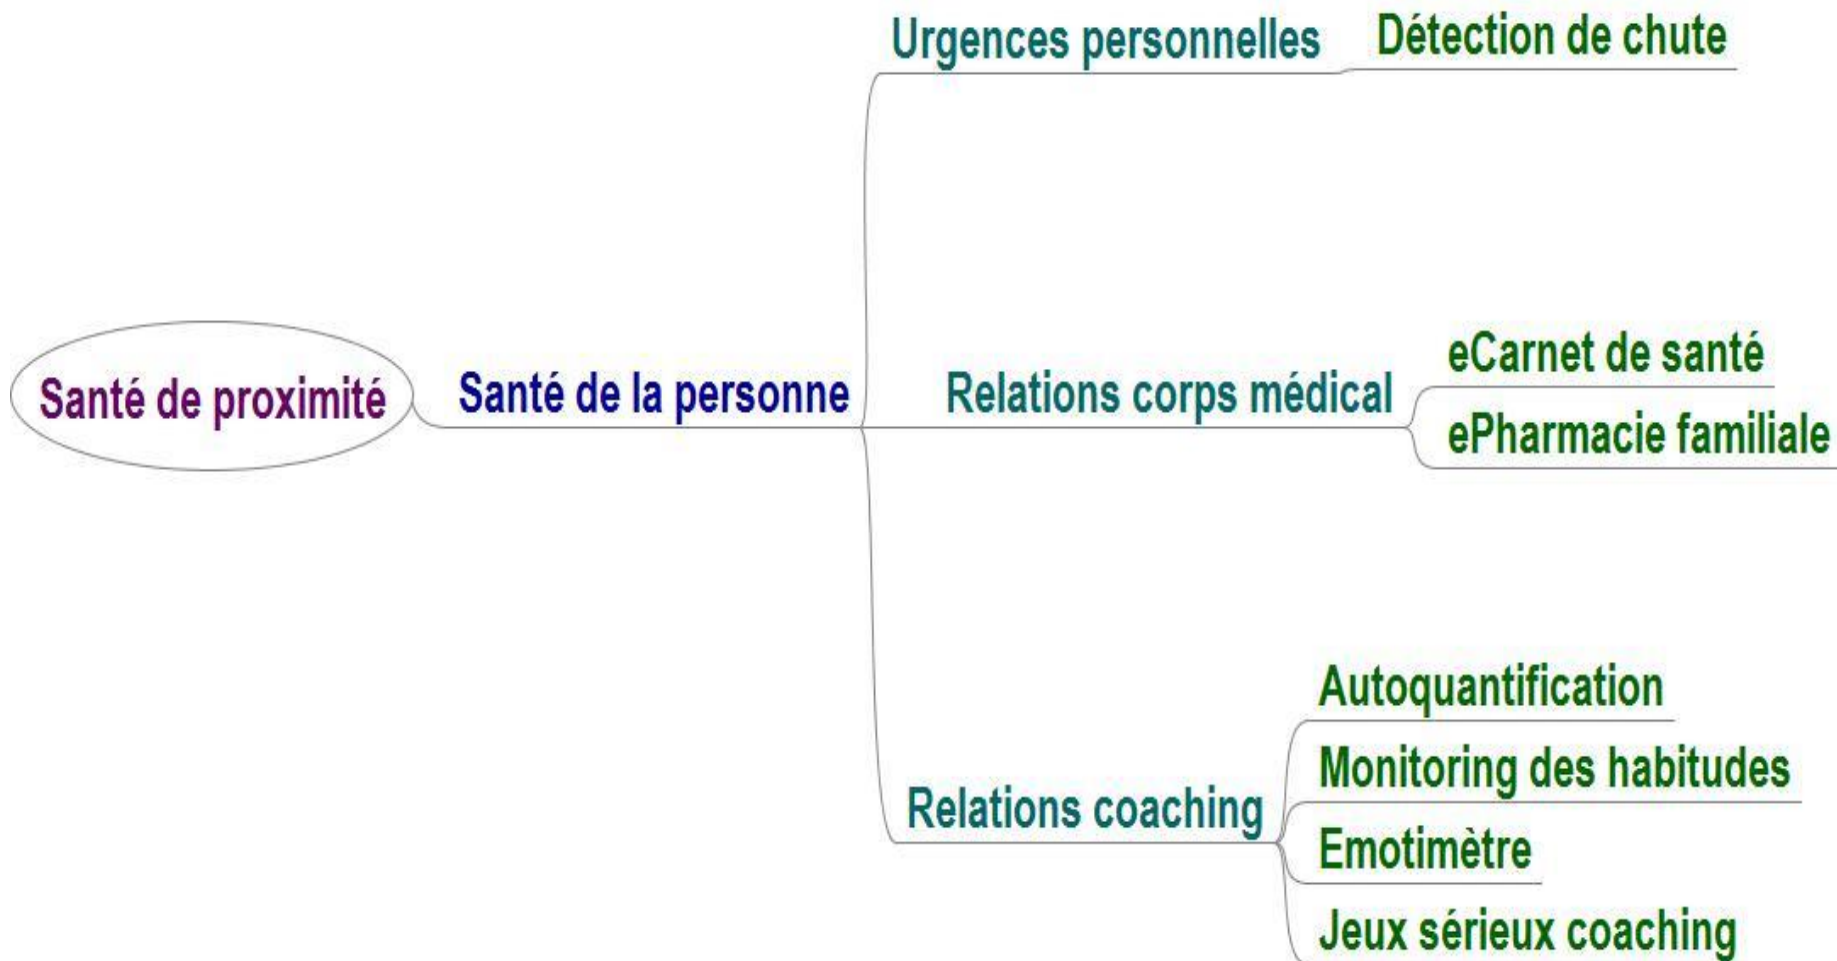 Santé de proximité
Santé de la personne
Urgences personnelles
Détection de chute
Relations corps médical
eCarnet de santé
ePharmacie familiale
Relations coaching
Autoquantification
Monitoring des habitudes
Emotimètre
Jeux sérieux coaching